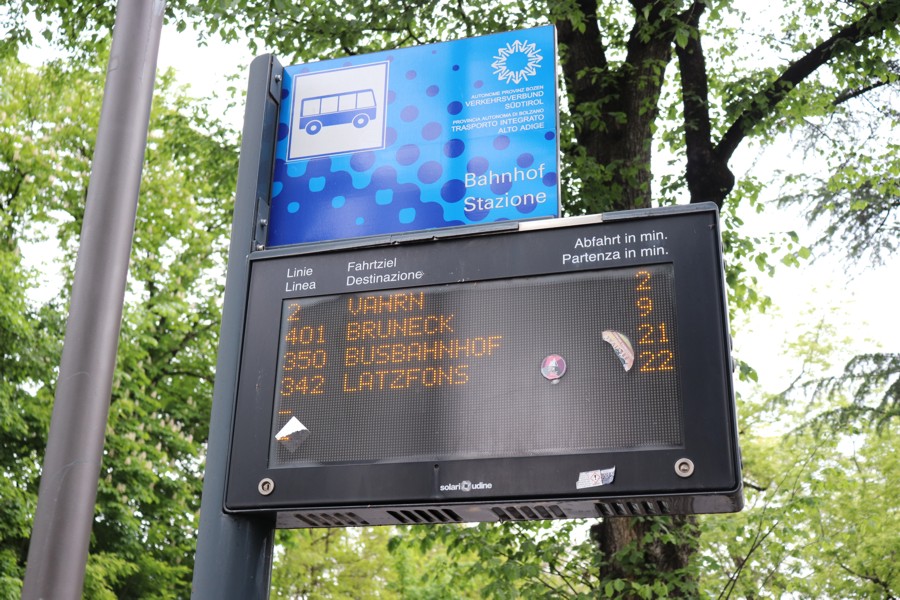 AUTONOME PROVINZ BOZEN
VERKEHRSVERBUND
SÜDTIROL
PROVINCIA AUTONOMA DI BOLZANO
TRASPORTO INTEGRATO
ALTO ADIGE
Bahnhof
Stazione
Linie Fahrtziel Abfahrt in min.
Linea Destinazione Partenza in min.
2 VAHRN 2
401 BRUNECK 9
350 BUSBAHNHOF 21
342 LATZFONS 22
solari udine